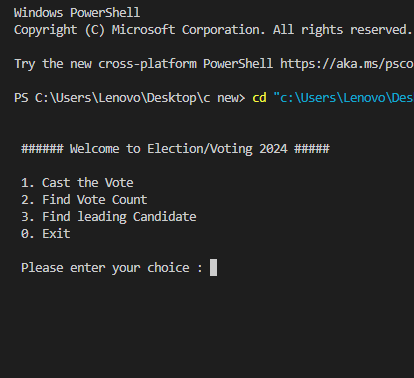 Windows PowerShell
Copyright (C) Microsoft Corporation. All rights reserved.
Try the new cross-platform PowerShell https://aka.ms/psco
PS C:\Users\Lenovo\Desktop\c new> cd "c:\Users\Lenovo\Des
###### Welcome to Election/Voting 2024 #####
1. Cast the Vote
2. Find Vote Count
3. Find leading Candidate
0. Exit
Please enter your choice :